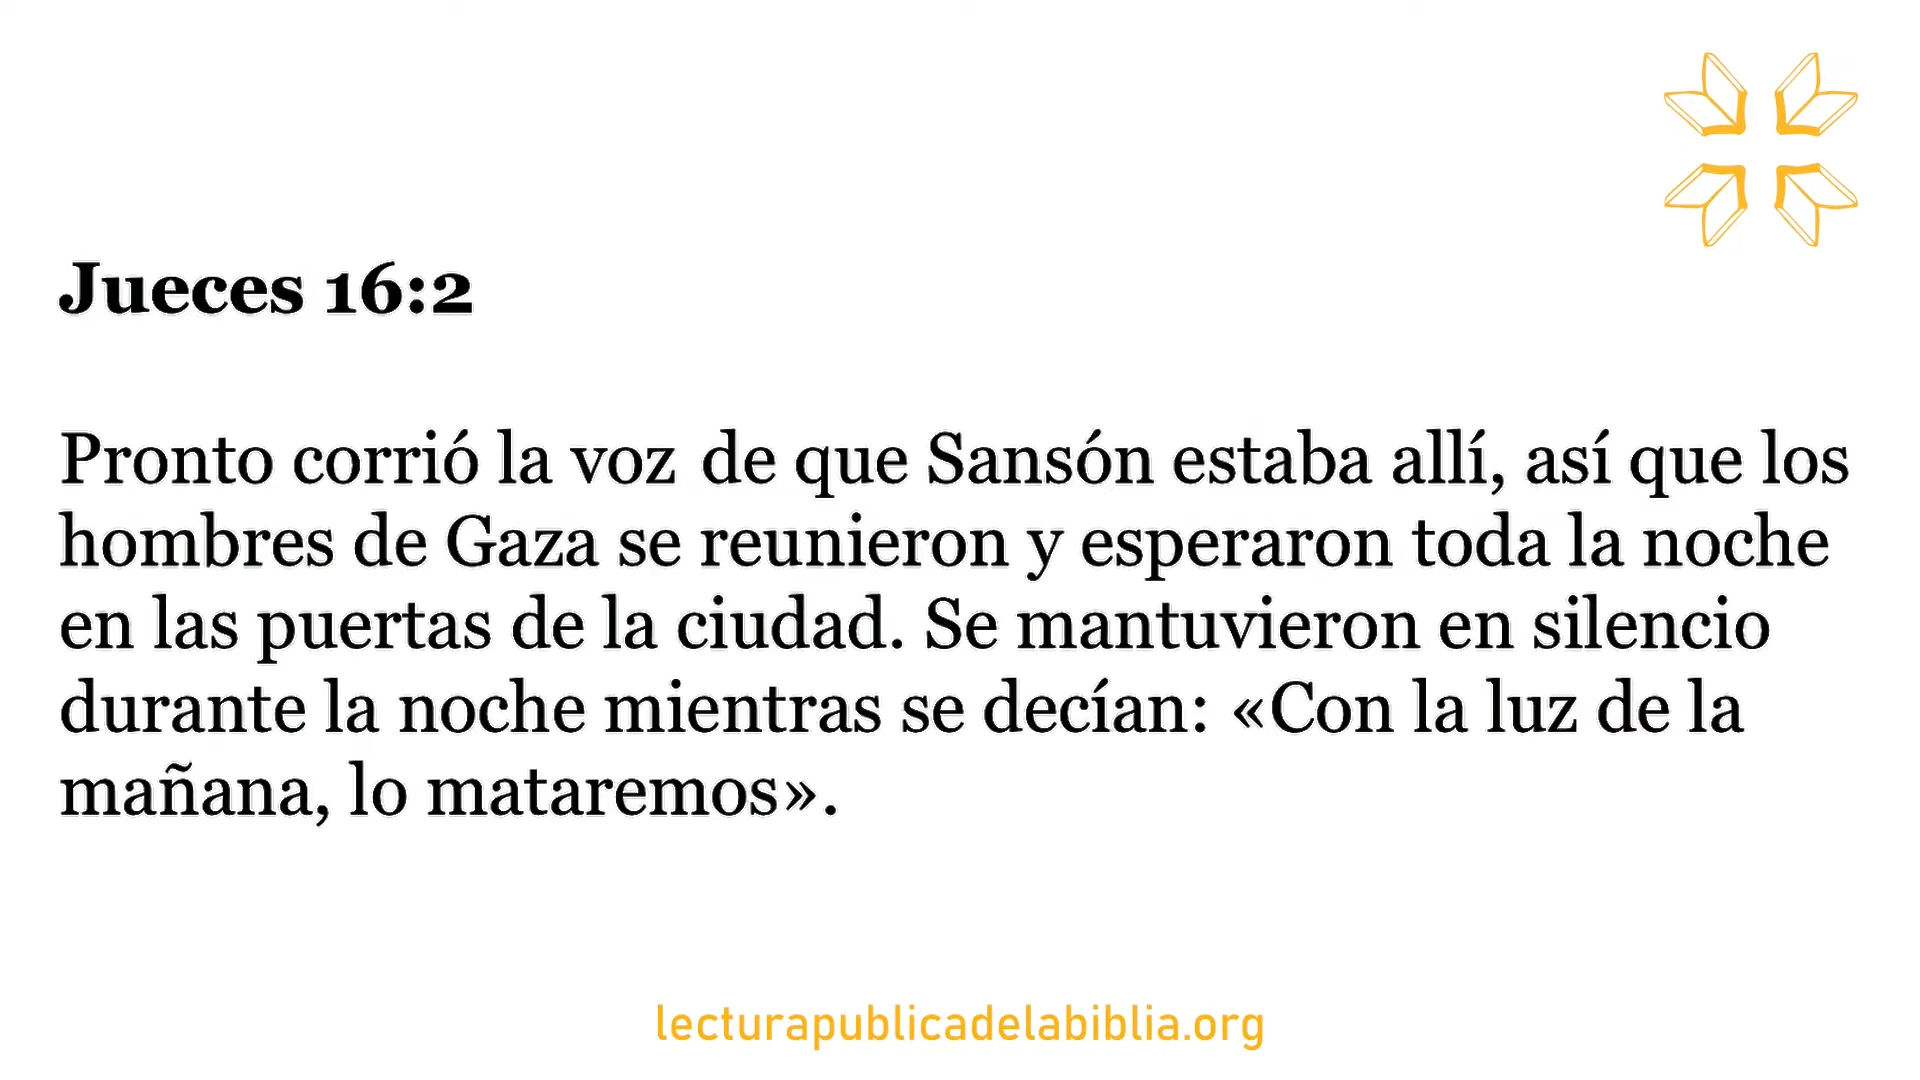 Jueces 16:2
Pronto corrió la voz de que Sansón estaba allí, así que los
hombres de Gaza se reunieron y esperaron toda la noche
en las puertas de la ciudad. Se mantuvieron en silencio
durante la noche mientras se decían: «Con la luz de la
mañana, lo mataremos».
lecturapublicadelabiblia.org